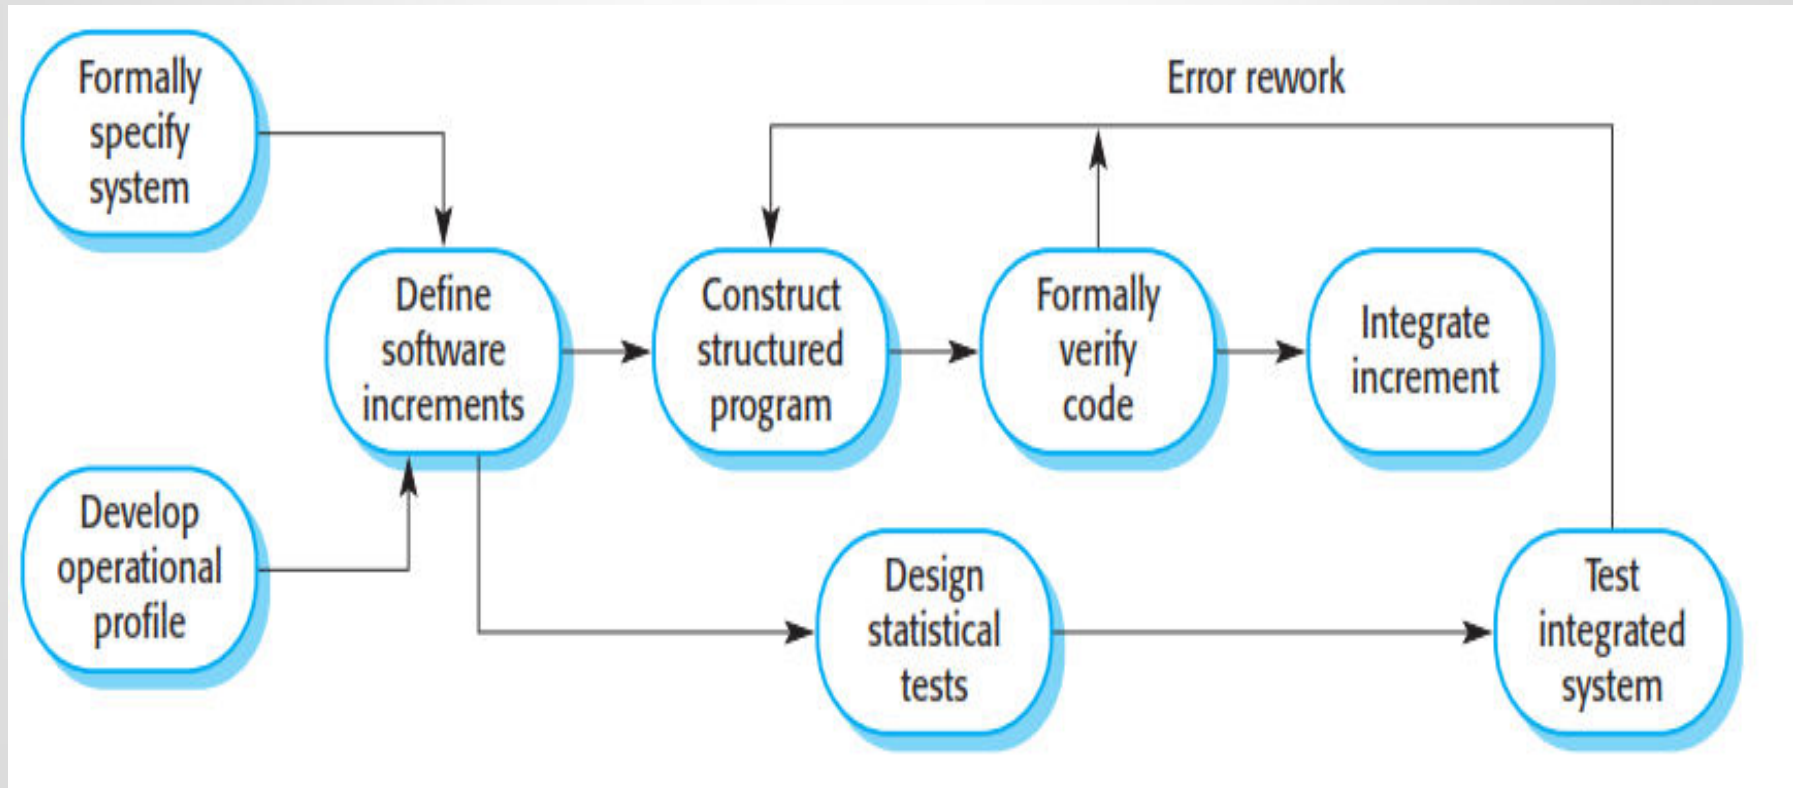 Formally
specify
system
Error rework
Define
software
increments
Construct
structured
program
Formally
verify
code
Integrate
increment
Develop
operational
profile
Design
statistical
tests
Test
integrated
system